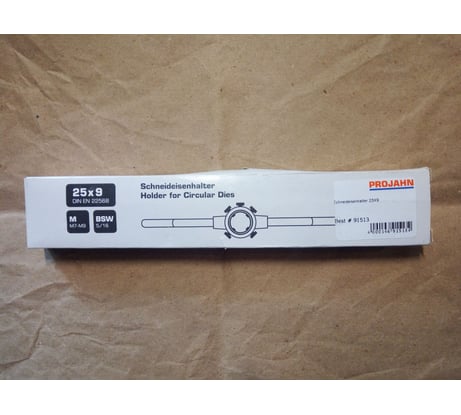 25x9
DIN EN 22568
M
M7-M9
BSW
5/16
Schneideisenhalter
Holder for Circular Dies
PROJAHN
Schneideisenhalter 25X9
Best # 91513